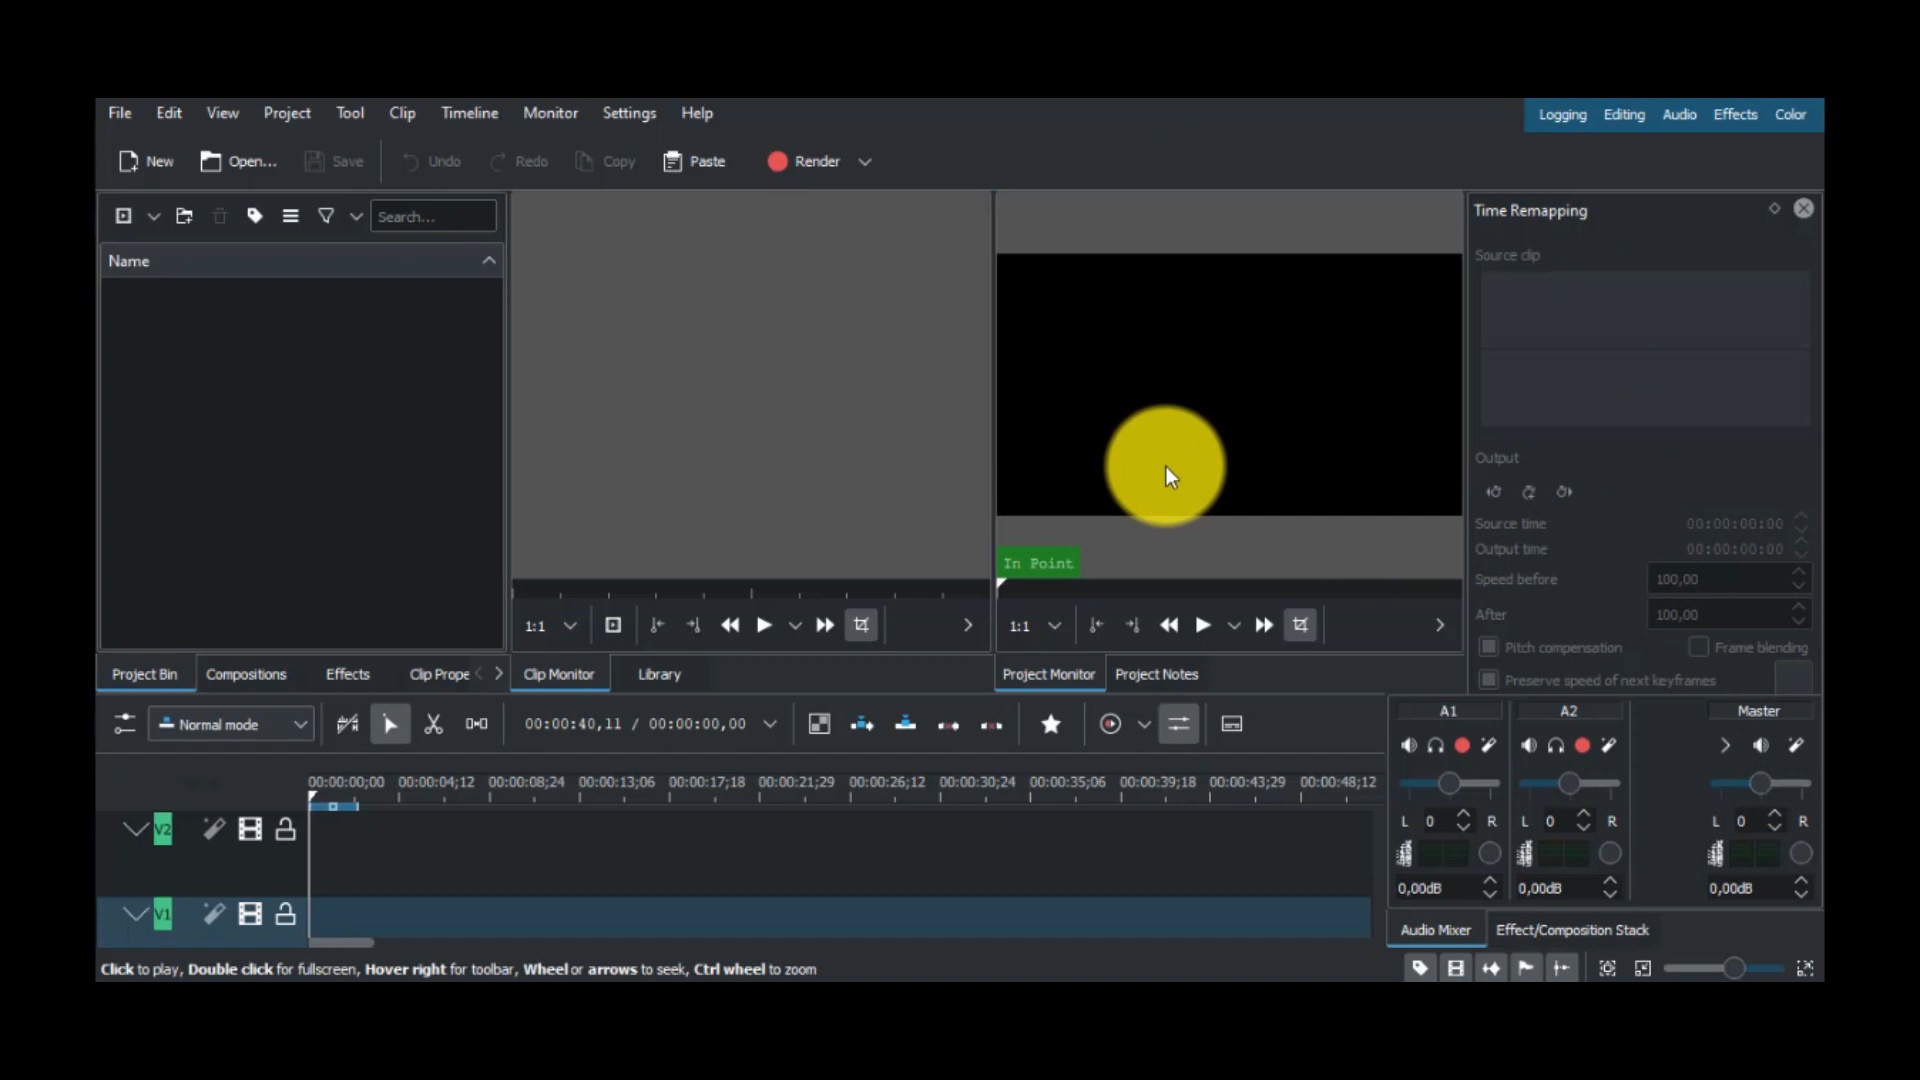 File Edit View Project Tool Clip Timeline Monitor Settings Help
Logging Editing Audio Effects Color
New Open... Save Undo Redo Copy Paste Render
Search...
Name
Time Remapping
Source clip
Output
Source time 00:00:00:00
Output time 00:00:00:00
Speed before 100,00
After 100,00
Pitch compensation Frame blending
Preserve speed of next keyframes
In Point
1:1
1:1
Project Bin Compositions Effects Clip Prope Clip Monitor Library Project Monitor Project Notes
Normal mode 00:00:40,11 / 00:00:00,00
00:00:00;00 00:00:04;12 00:00:08;24 00:00:13;06 00:00:17;18 00:00:21;29 00:00:26;12 00:00:30;24 00:00:35;06 00:00:39;18 00:00:43;29 00:00:48;12
V2
V1
A1 A2 Master
L 0 R L 0 R L 0 R
0,00dB 0,00dB 0,00dB
Audio Mixer Effect/Composition Stack
Click to play, Double click for fullscreen, Hover right for toolbar, Wheel or arrows to seek, Ctrl wheel to zoom